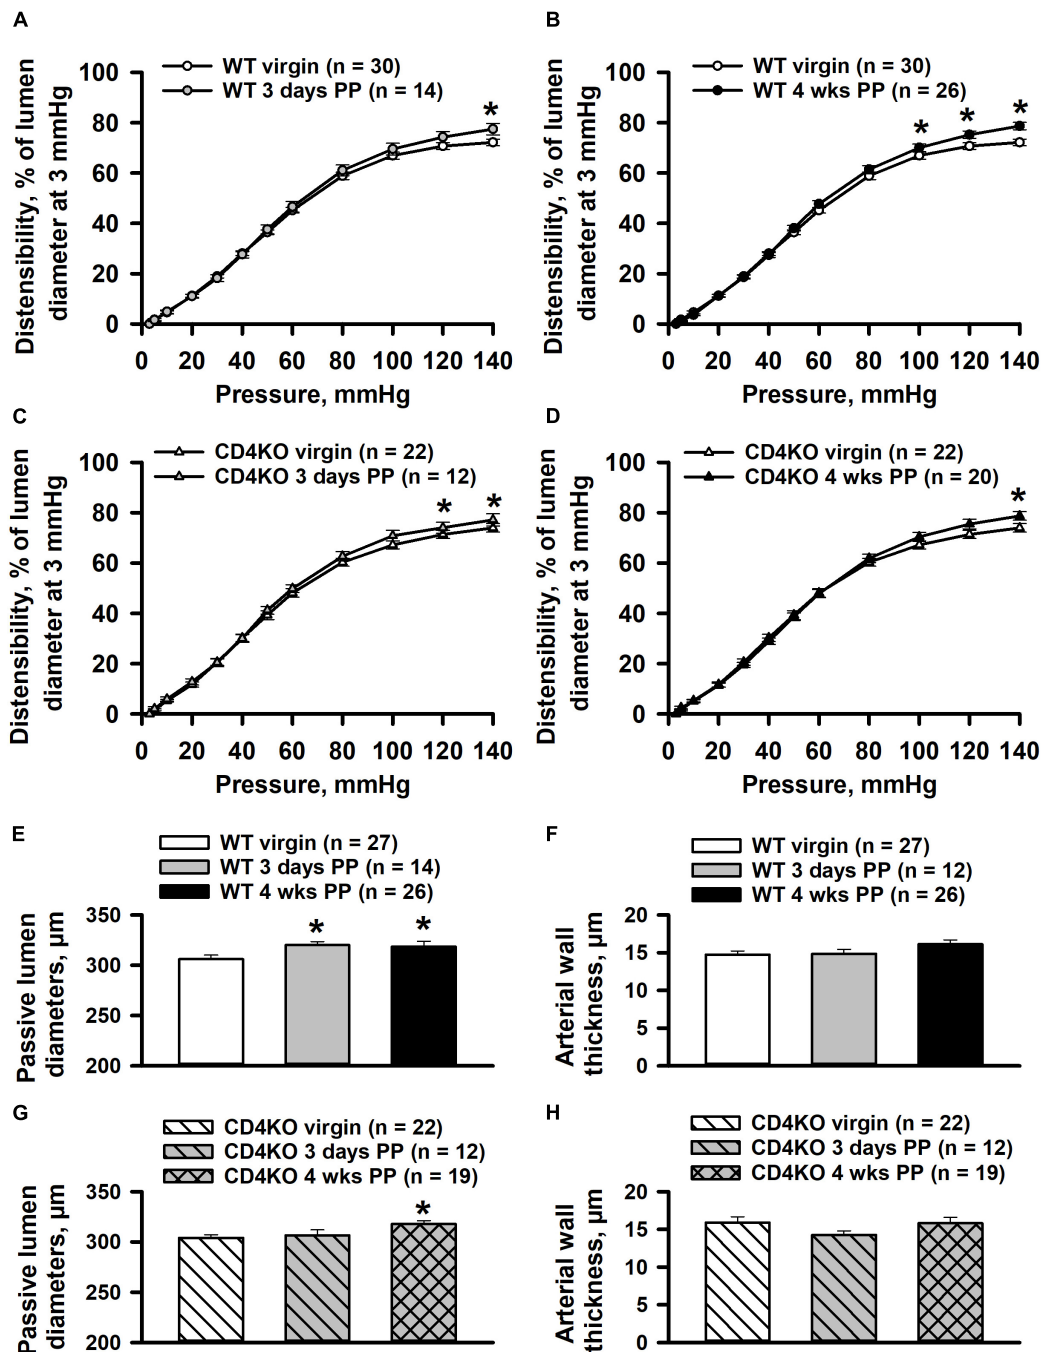 A
WT virgin (n = 30)
WT 3 days PP (n = 14)
Distensibility, % of lumen
diameter at 3 mmHg
100
80
60
40
20
0
*
0 20 40 60 80 100 120 140
Pressure, mmHg
B
WT virgin (n = 30)
WT 4 wks PP (n = 26)
Distensibility, % of lumen
diameter at 3 mmHg
100
80
60
40
20
0
* * *
0 20 40 60 80 100 120 140
Pressure, mmHg
C
CD4KO virgin (n = 22)
CD4KO 3 days PP (n = 12)
Distensibility, % of lumen
diameter at 3 mmHg
100
80
60
40
20
0
* *
0 20 40 60 80 100 120 140
Pressure, mmHg
D
CD4KO virgin (n = 22)
CD4KO 4 wks PP (n = 20)
Distensibility, % of lumen
diameter at 3 mmHg
100
80
60
40
20
0
*
0 20 40 60 80 100 120 140
Pressure, mmHg
E
WT virgin (n = 27)
WT 3 days PP (n = 14)
WT 4 wks PP (n = 26)
Passive lumen
diameters, µm
350
300
250
200
* *
F
WT virgin (n = 27)
WT 3 days PP (n = 12)
WT 4 wks PP (n = 26)
Arterial wall
thickness, µm
20
15
10
5
0
G
CD4KO virgin (n = 22)
CD4KO 3 days PP (n = 12)
CD4KO 4 wks PP (n = 19)
Passive lumen
diameters, µm
350
300
250
200
*
H
CD4KO virgin (n = 22)
CD4KO 3 days PP (n = 12)
CD4KO 4 wks PP (n = 19)
Arterial wall
thickness, µm
20
15
10
5
0